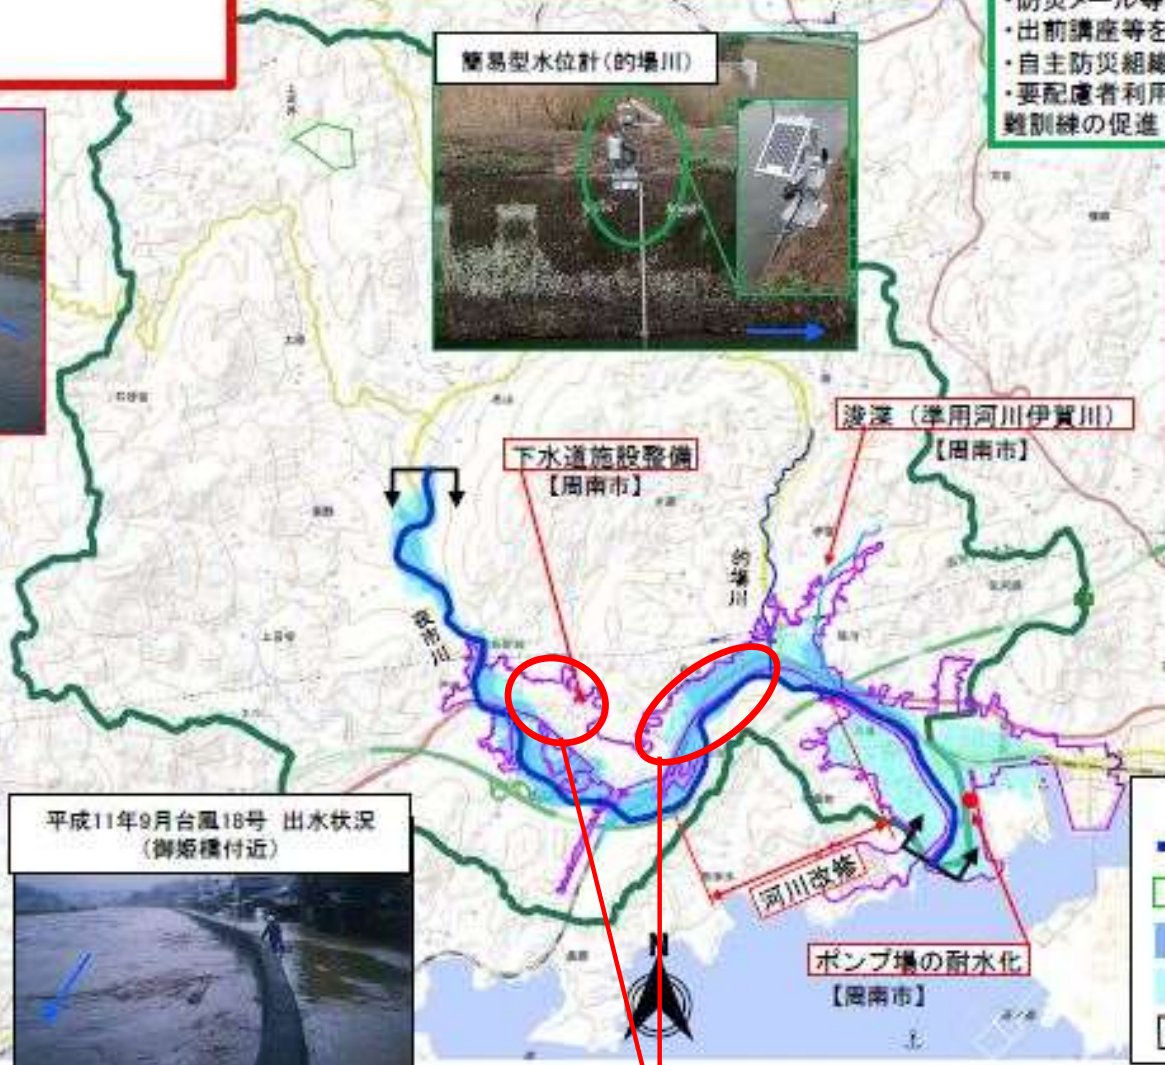 ・防災メール等
・出前講座等を
・自主防災組織
・要配慮者利用
難訓練の促進
簡易型水位計(的場川)
浚渫（準用河川伊賀川）
【周南市】
下水道施設整備
【周南市】
的場川
夜市川
平成11年9月台風18号 出水状況
（御姫橋付近）
河川改修
N
ポンプ場の耐水化
【周南市】